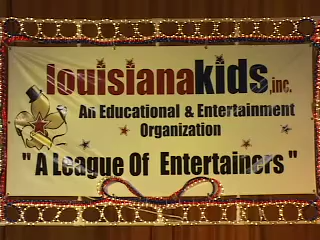 louisianakids,inc.
An Educational & Entertainment
Organization
"A League Of Entertainers"